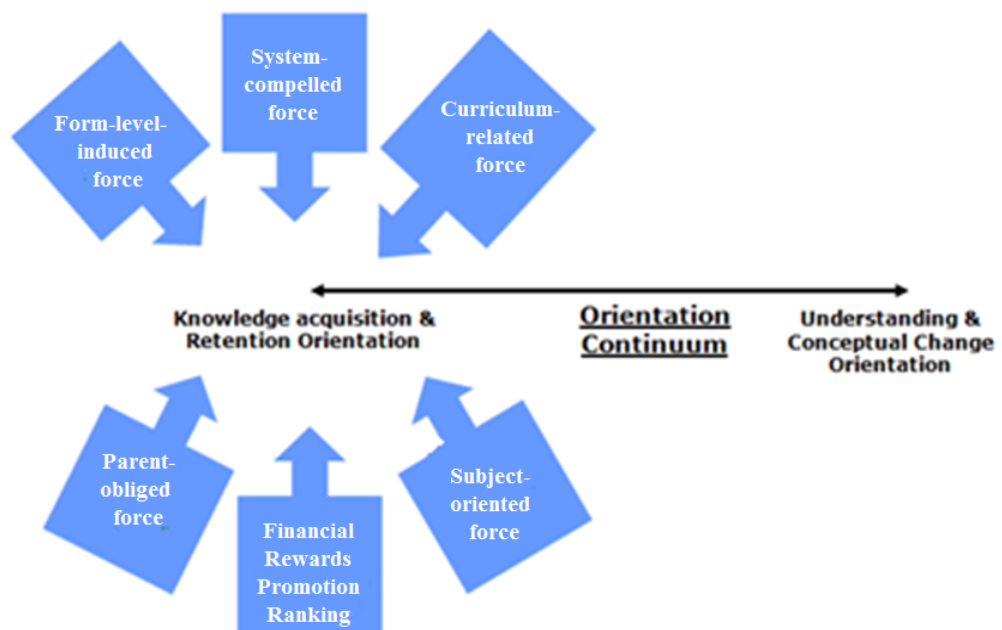 System-
compelled
force
Form-level-
induced
force
Curriculum-
related
force
Knowledge acquisition &
Retention Orientation
Orientation
Continuum
Understanding &
Conceptual Change
Orientation
Parent-
obliged
force
Financial
Rewards
Promotion
Ranking
Subject-
oriented
force